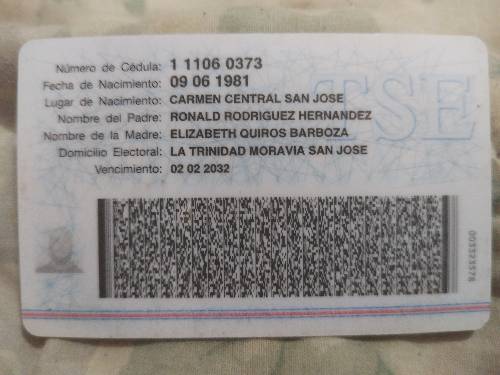 Número de Cédula: 1 1106 0373
Fecha de Nacimiento: 09 06 1981
Lugar de Nacimiento: CARMEN CENTRAL SAN JOSE
Nombre del Padre: RONALD RODRIGUEZ HERNANDEZ
Nombre de la Madre: ELIZABETH QUIROS BARBOZA
Domicilio Electoral: LA TRINIDAD MORAVIA SAN JOSE
Vencimiento: 02 02 2032
TSE